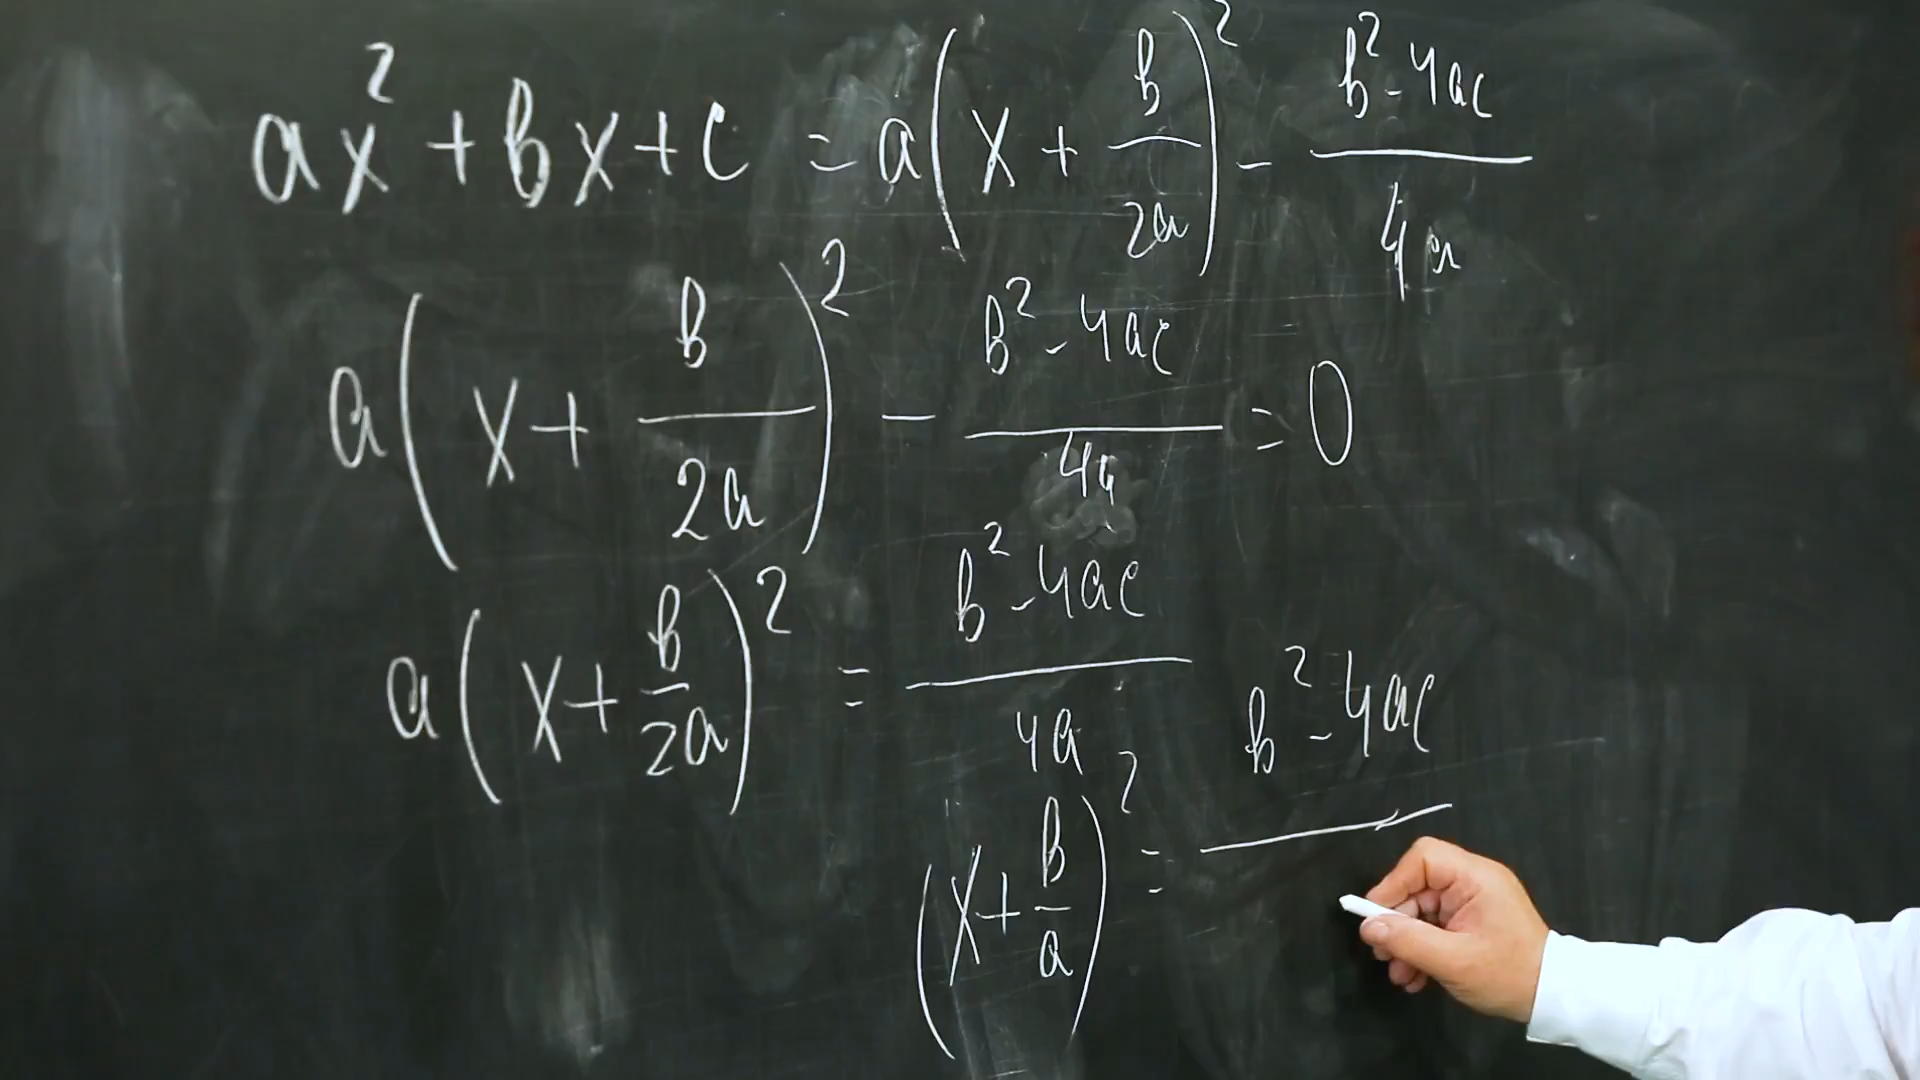 ax² + bx + c = a(x + b/2a)² - b² - 4ac/4a
a(x + b/2a)² - b² - 4ac/4a = 0
a(x + b/2a)² = b² - 4ac/4a
(x + b/a)² = b² - 4ac/